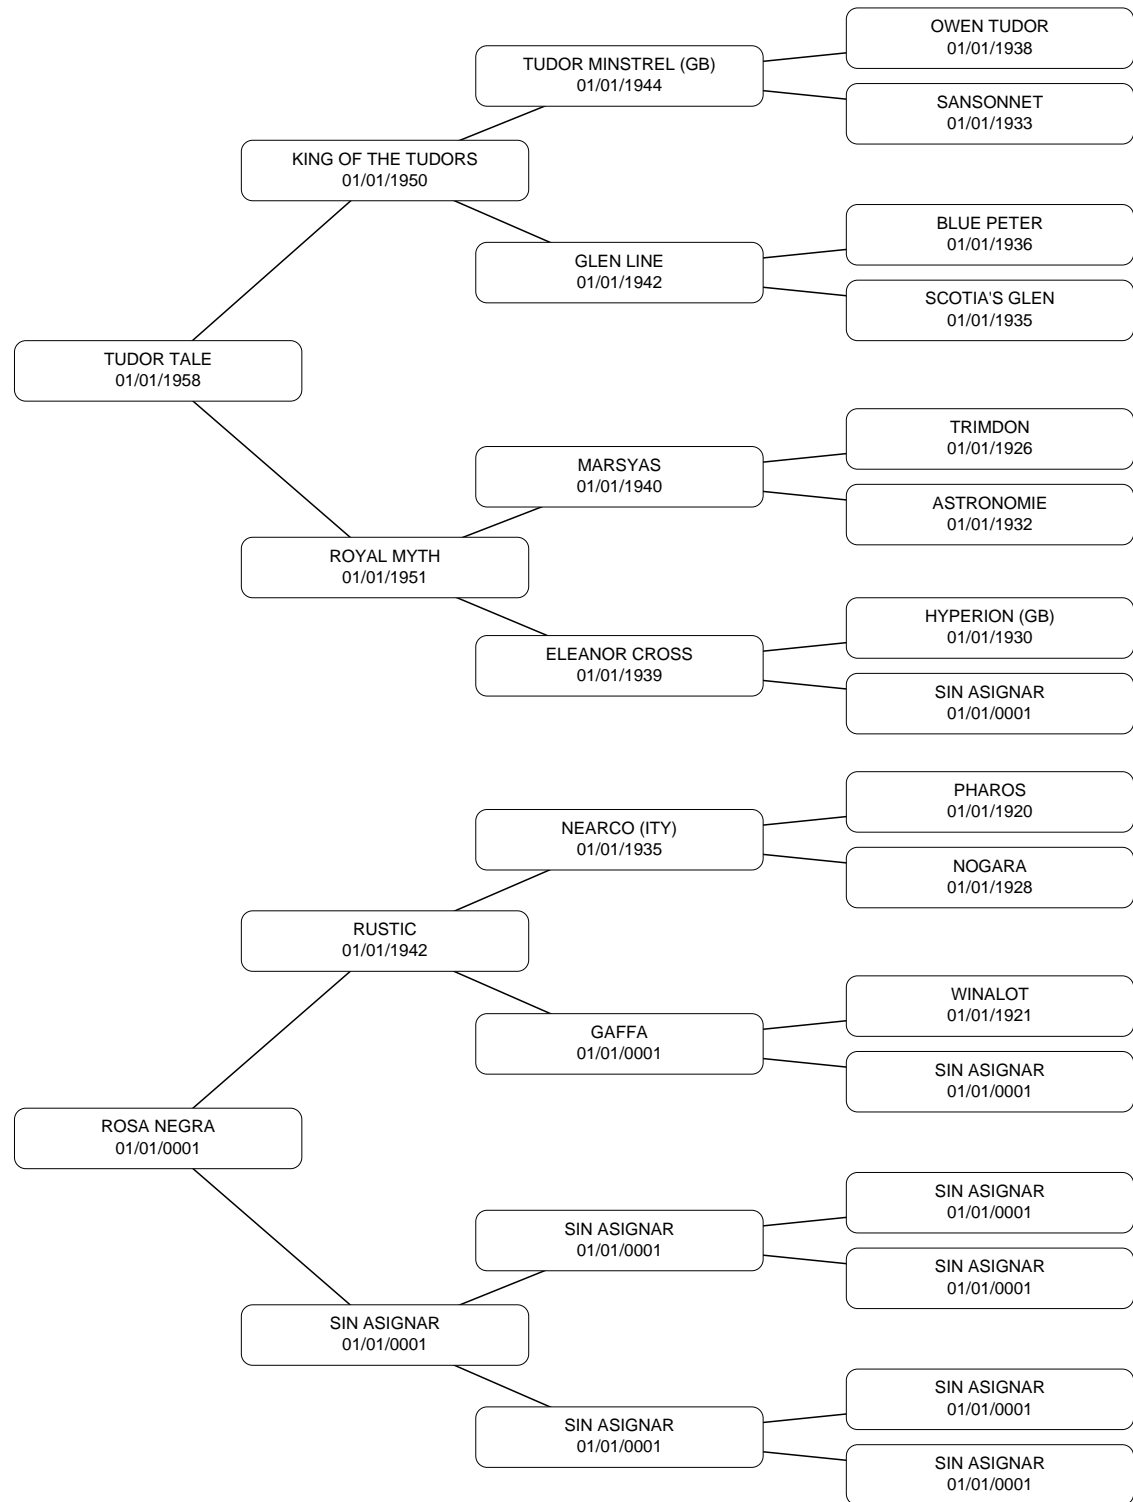 OWEN TUDOR
01/01/1938
TUDOR MINSTREL (GB)
01/01/1944
SANSONNET
01/01/1933
KING OF THE TUDORS
01/01/1950
BLUE PETER
01/01/1936
GLEN LINE
01/01/1942
SCOTIA'S GLEN
01/01/1935
TUDOR TALE
01/01/1958
TRIMDON
01/01/1926
MARSYAS
01/01/1940
ASTRONOMIE
01/01/1932
ROYAL MYTH
01/01/1951
HYPERION (GB)
01/01/1930
ELEANOR CROSS
01/01/1939
SIN ASIGNAR
01/01/0001
PHAROS
01/01/1920
NEARCO (ITY)
01/01/1935
NOGARA
01/01/1928
RUSTIC
01/01/1942
WINALOT
01/01/1921
GAFFA
01/01/0001
SIN ASIGNAR
01/01/0001
ROSA NEGRA
01/01/0001
SIN ASIGNAR
01/01/0001
SIN ASIGNAR
01/01/0001
SIN ASIGNAR
01/01/0001
SIN ASIGNAR
01/01/0001
SIN ASIGNAR
01/01/0001
SIN ASIGNAR
01/01/0001
SIN ASIGNAR
01/01/0001